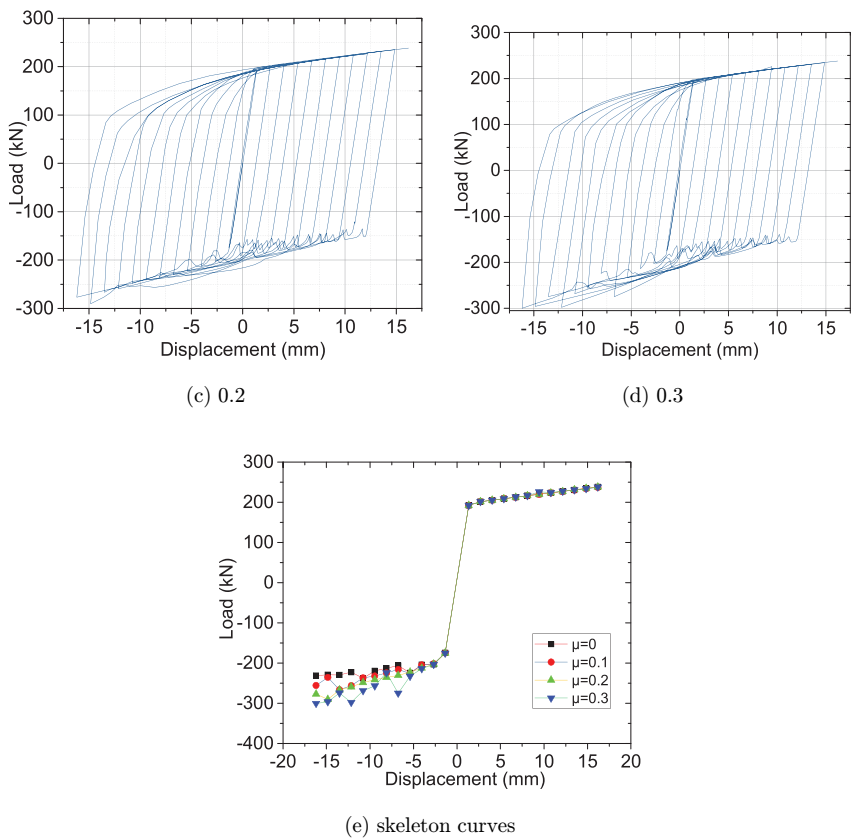 300
200
100
0
-100
-200
-300
Load (kN)
-15 -10 -5 0 5 10 15
Displacement (mm)
(c) 0.2
300
200
100
0
-100
-200
-300
Load (kN)
-15 -10 -5 0 5 10 15
Displacement (mm)
(d) 0.3
300
200
100
0
-100
-200
-300
-400
Load (kN)
μ=0
μ=0.1
μ=0.2
μ=0.3
-20 -15 -10 -5 0 5 10 15 20
Displacement (mm)
(e) skeleton curves